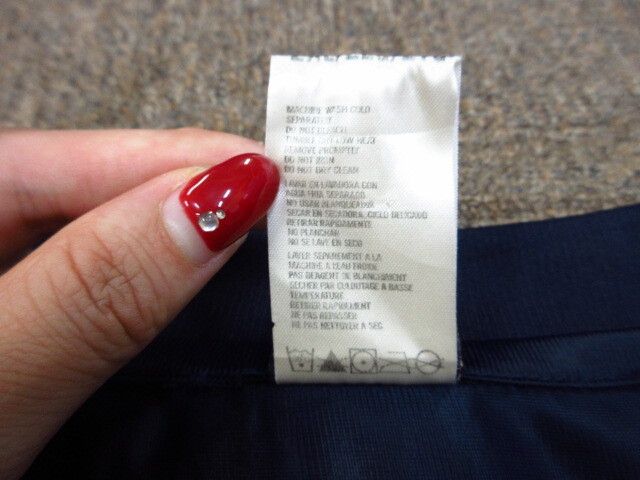 MACHINE WASH COLD
SEPARATELY
DO NOT BLEACH
TUMBLE DRY LOW HEAT
REMOVE PROMPTLY
DO NOT IRON
DO NOT DRY CLEAN
LAVAR EN LAVADORA CON
AGUA FRIA SEPARADO
NO USAR BLANQUEADOR
SECAR EN SECADORA, CICLO DELICADO
RETIRAR RAPIDAMENTE
NO PLANCHAR
NO SE LAVE EN SECO
LAVER SEPAREMENT A LA
MACHINE A L'EAU FROIDE
PAS D'AGENT DE BLANCHIMENT
SECHER PAR CULBUTAGE A BASSE
TEMPERATURE
RETIRER RAPIDEMENT
NE PAS REPASSER
NE PAS NETTOYER A SEC